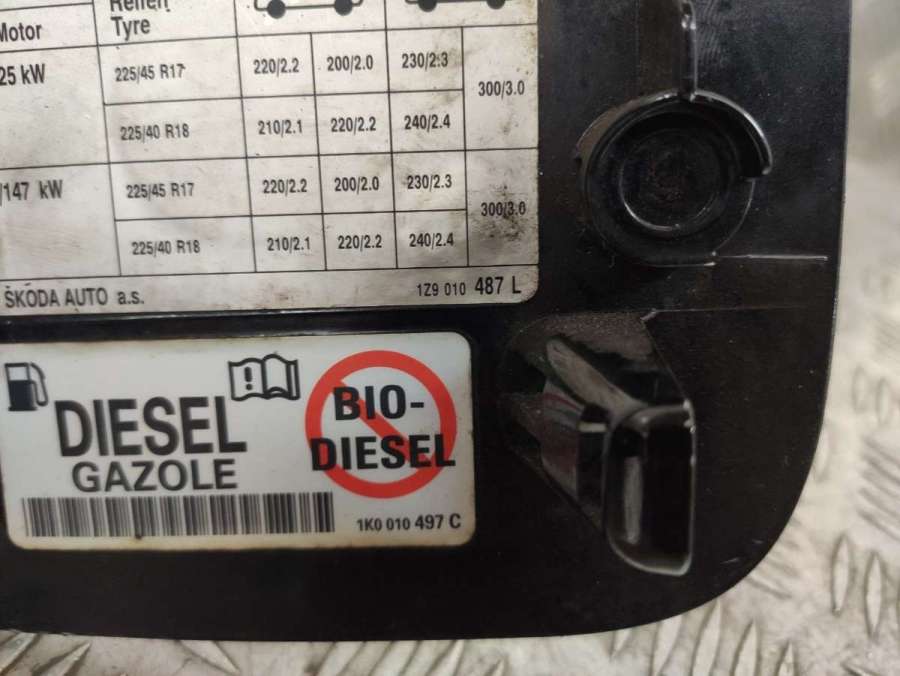 Reifen
Motor Tyre
25 kW 225/45 R17 220/2.2 200/2.0 230/2.3 300/3.0
225/40 R18 210/2.1 220/2.2 240/2.4
/147 kW 225/45 R17 220/2.2 200/2.0 230/2.3 300/3.0
225/40 R18 210/2.1 220/2.2 240/2.4
ŠKODA AUTO a.s. 1Z9 010 487 L
DIESEL
GAZOLE
BIO-
DIESEL
1K0 010 497 C